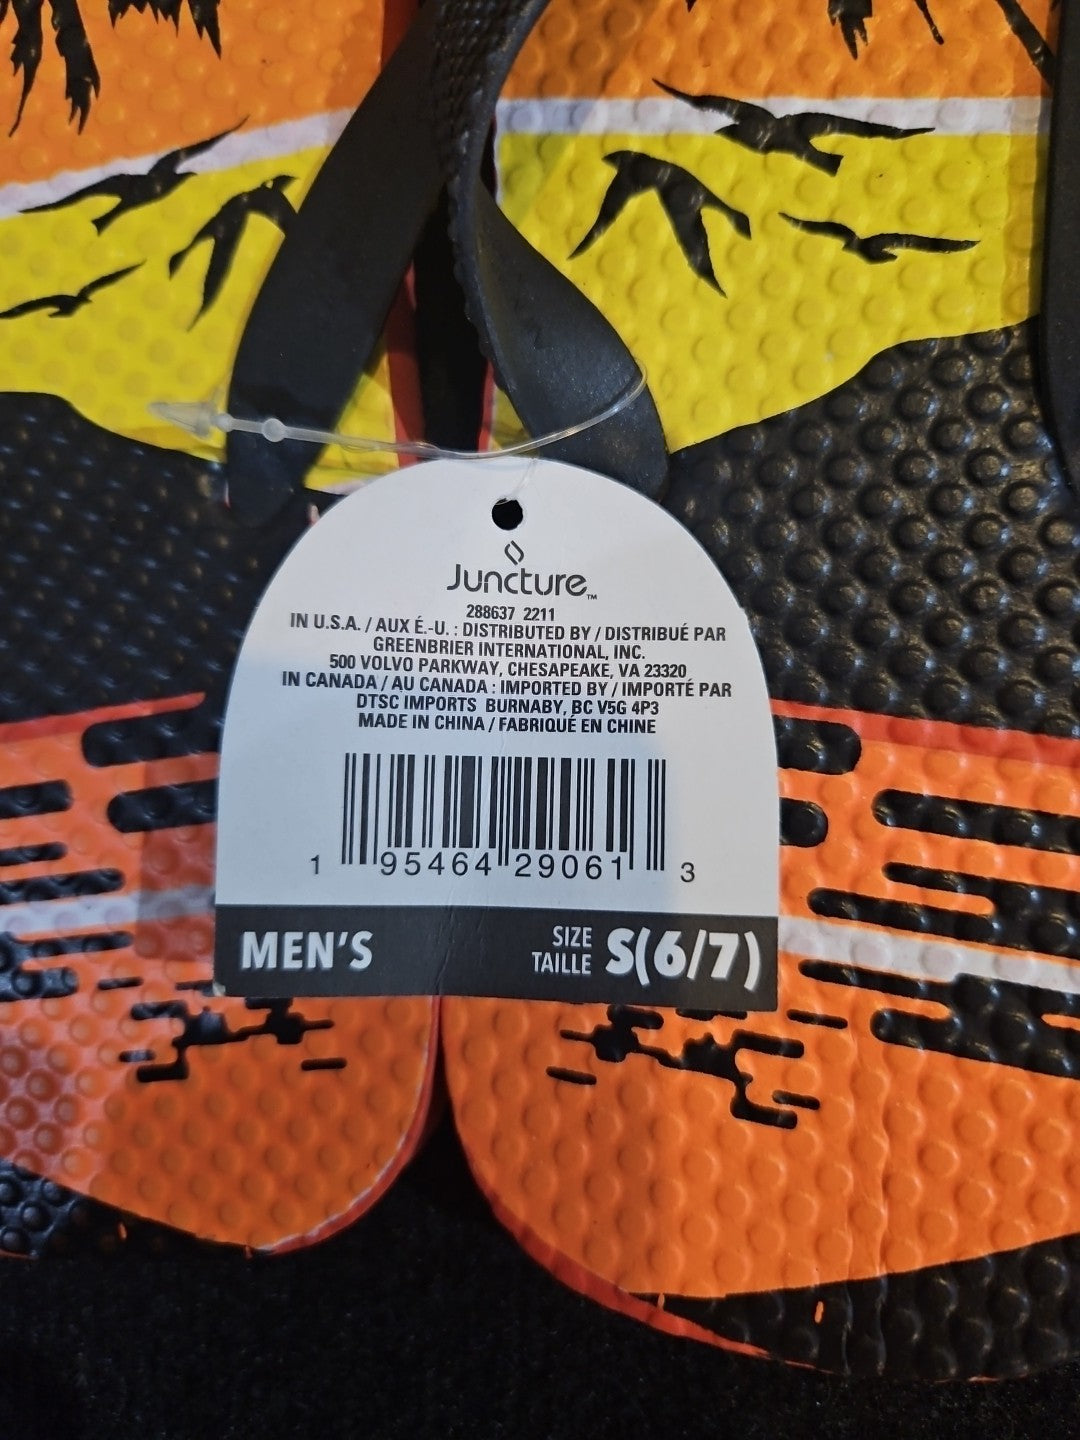 Juncture™
288637 2211
IN U.S.A. / AUX É.-U. : DISTRIBUTED BY / DISTRIBUÉ PAR
GREENBRIER INTERNATIONAL, INC.
500 VOLVO PARKWAY, CHESAPEAKE, VA 23320
IN CANADA / AU CANADA : IMPORTED BY / IMPORTÉ PAR
DTSC IMPORTS BURNABY, BC V5G 4P3
MADE IN CHINA / FABRIQUÉ EN CHINE
1 95464 29061 3
MEN'S
SIZE
TAILLE
S(6/7)